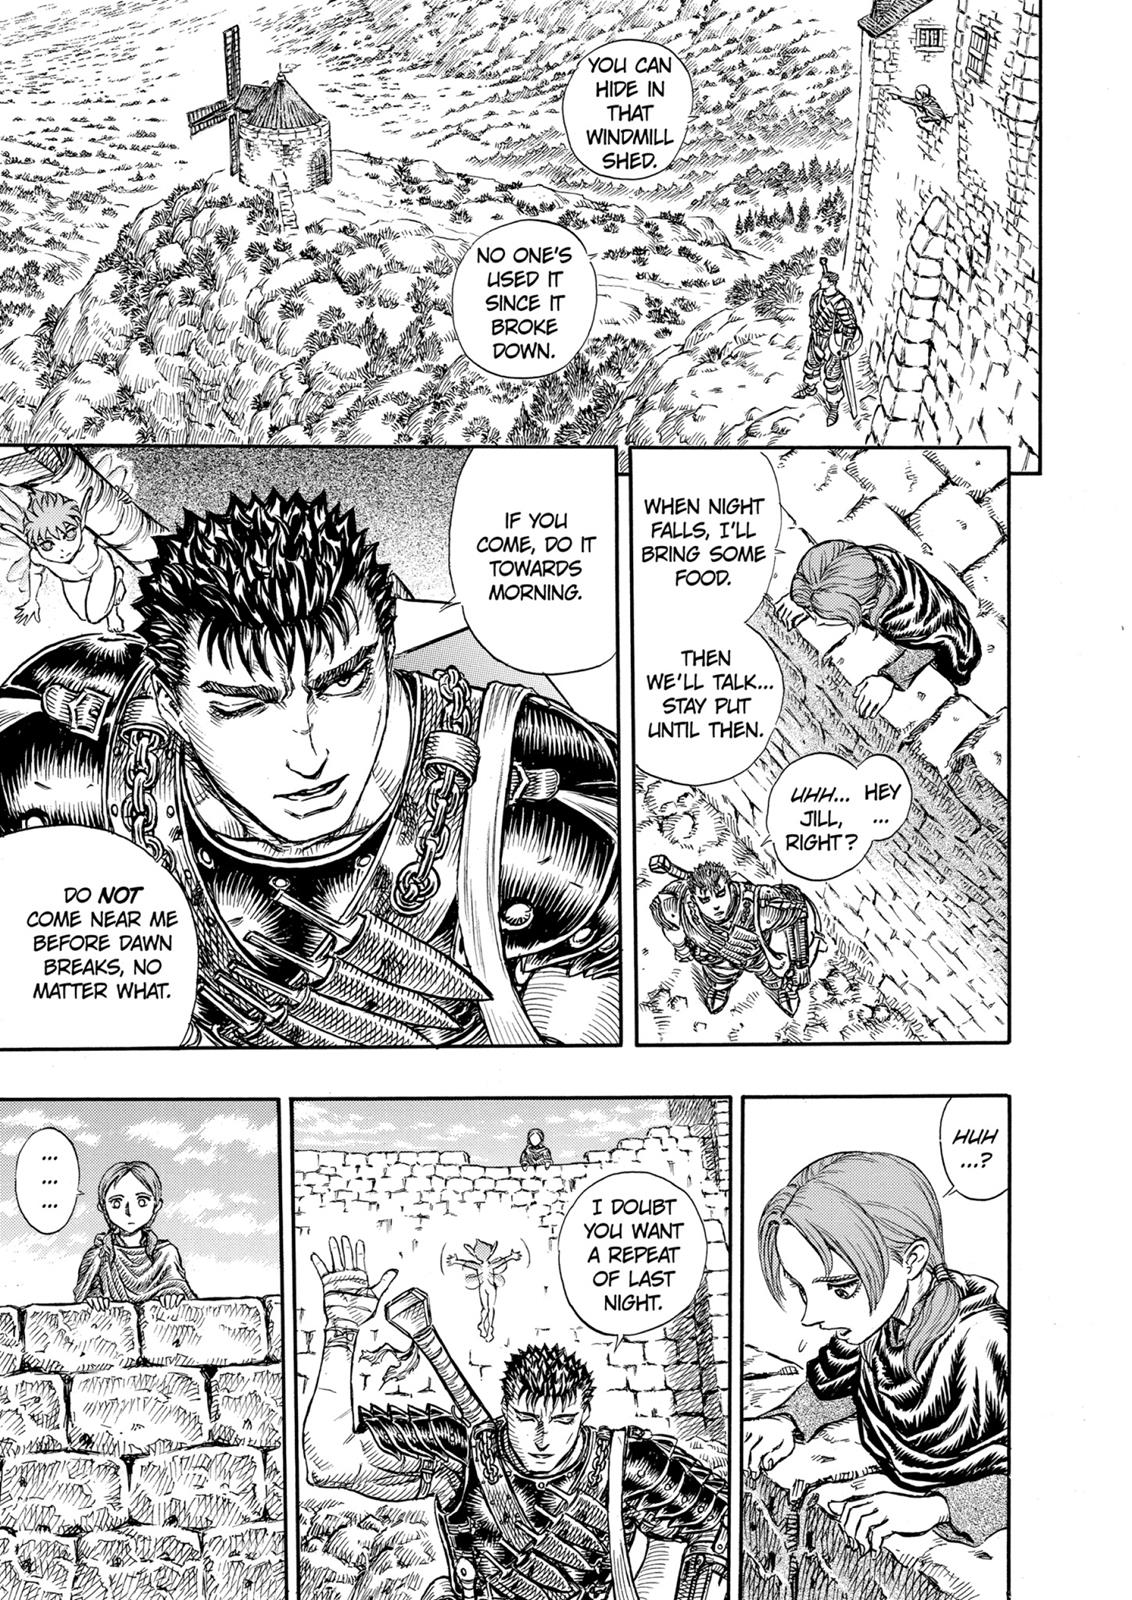 YOU CAN
HIDE IN
THAT
WINDMILL
SHED.
NO ONE'S
USED IT
SINCE IT
BROKE
DOWN.
WHEN NIGHT
FALLS, I'LL
BRING SOME
FOOD.
THEN
WE'LL TALK...
STAY PUT
UNTIL THEN.
HEY
...
UHH...
JILL,
RIGHT?
IF YOU
COME, DO IT
TOWARDS
MORNING.
DO NOT
COME NEAR ME
BEFORE DAWN
BREAKS, NO
MATTER WHAT.
HUH
...?
I DOUBT
YOU WANT
A REPEAT
OF LAST
NIGHT.
...
...
...